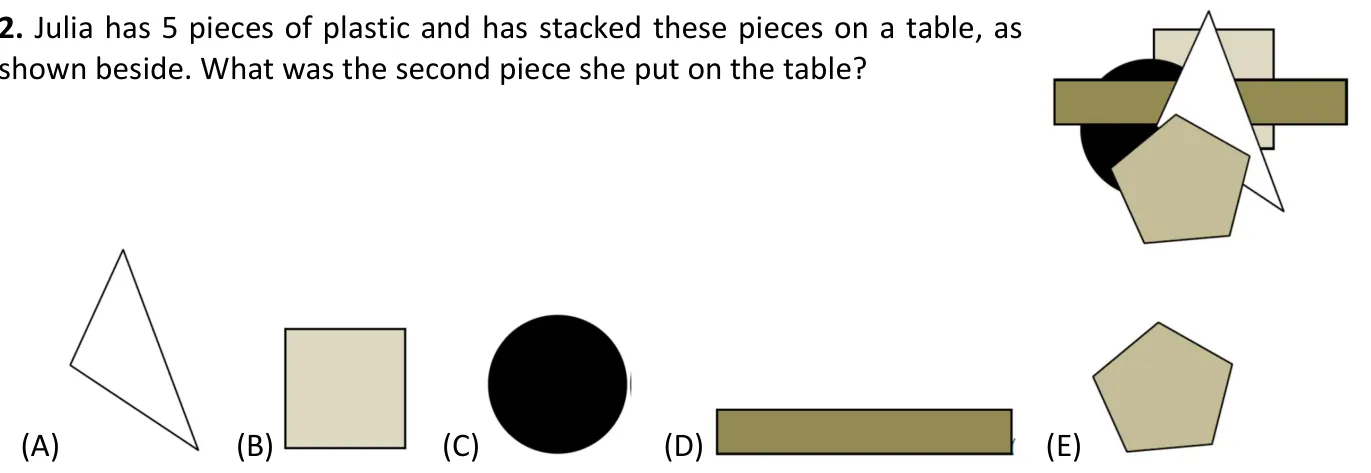 2. Julia has 5 pieces of plastic and has stacked these pieces on a table, as
shown beside. What was the second piece she put on the table?
(A) (B) (C) (D) (E)